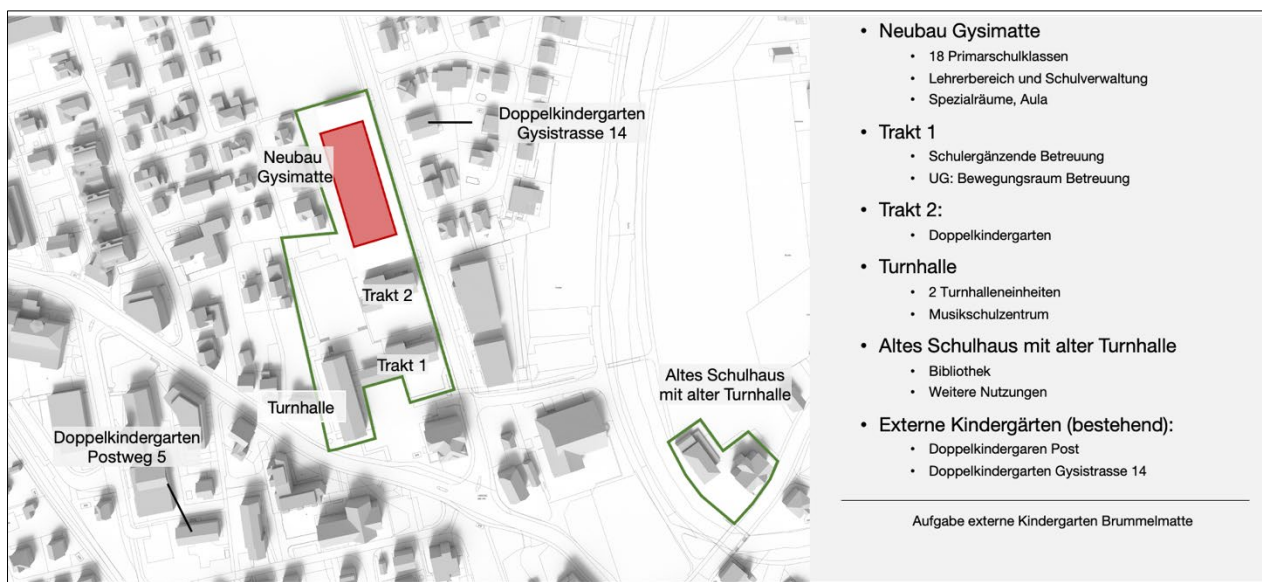 Doppelkindergarten
Gysistrasse 14
Neubau
Gysimatte
Trakt 2
Trakt 1
Turnhalle
Altes Schulhaus
mit alter Turnhalle
Doppelkindergarten
Postweg 5
• Neubau Gysimatte
• 18 Primarschulklassen
• Lehrerbereich und Schulverwaltung
• Spezialräume, Aula
• Trakt 1
• Schulergänzende Betreuung
• UG: Bewegungsraum Betreuung
• Trakt 2:
• Doppelkindergarten
• Turnhalle
• 2 Turnhalleneinheiten
• Musikschulzentrum
• Altes Schulhaus mit alter Turnhalle
• Bibliothek
• Weitere Nutzungen
• Externe Kindergärten (bestehend):
• Doppelkindergaren Post
• Doppelkindergarten Gysistrasse 14
Aufgabe externe Kindergarten Brummelmatte